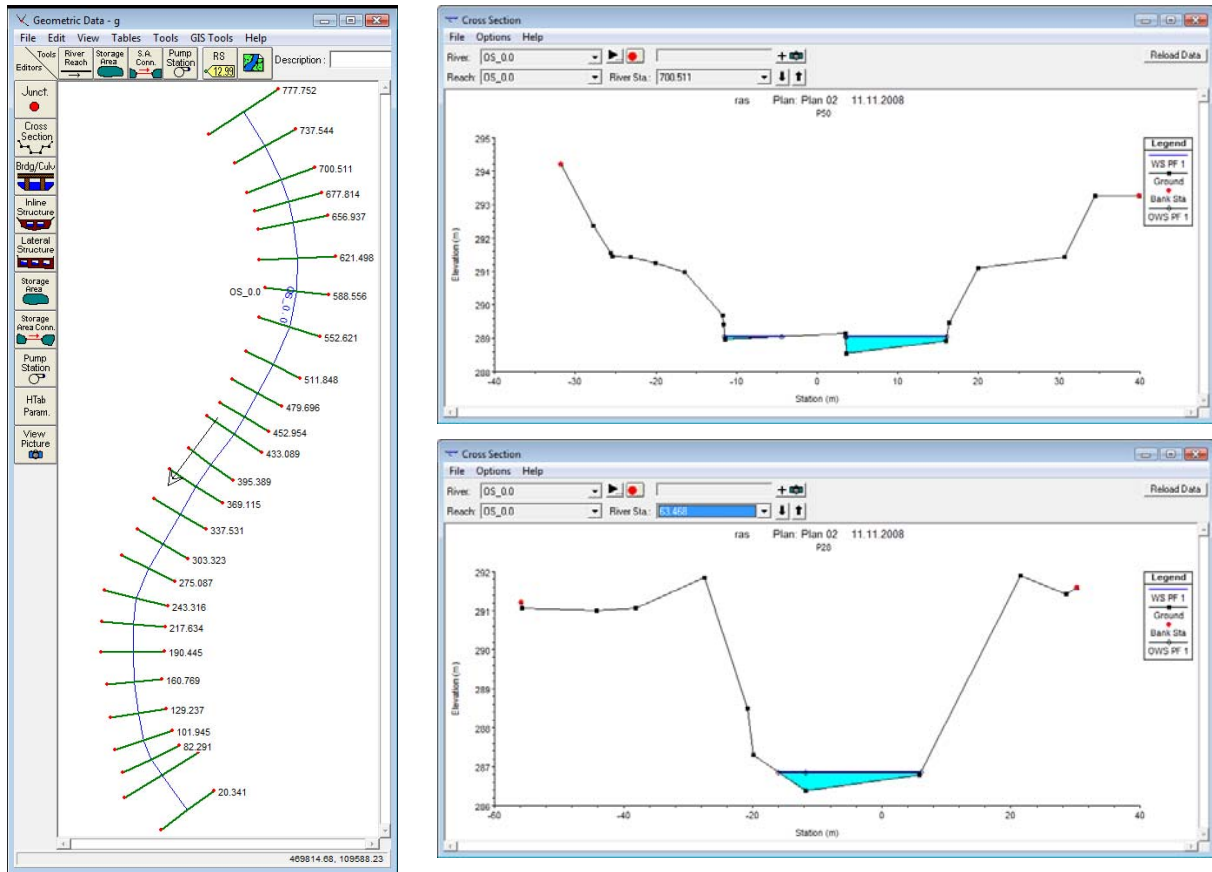 Geometric Data - g
File Edit View Tables Tools GIS Tools Help
Tools
Editors
River
Reach
Storage
Area
S.A.
Conn.
Pump
Station
RS
12.99
Description :
Junct.
Cross
Section
Brdg/Culv
Inline
Structure
Lateral
Structure
Storage
Area
Storage
Area Conn.
Pump
Station
HTab
Param.
View
Picture
777.752
737.544
700.511
677.814
656.937
621.498
OS_0.0
OS_0.0
588.556
552.621
511.848
479.696
452.954
433.089
395.389
369.115
337.531
303.323
275.087
243.316
217.634
190.445
160.769
129.237
101.945
82.291
20.341
469814.68, 109588.23
Cross Section
File Options Help
River: OS_0.0
Reload Data
Reach: OS_0.0 River Sta.: 700.511
ras Plan: Plan 02 11.11.2008
P50
Elevation (m)
295
294
293
292
291
290
289
288
-40 -30 -20 -10 0 10 20 30 40
Station (m)
Legend
WS PF 1
Ground
Bank Sta
OWS PF 1
Cross Section
File Options Help
River: OS_0.0
Reload Data
Reach: OS_0.0 River Sta.: 63.468
ras Plan: Plan 02 11.11.2008
P28
Elevation (m)
292
291
290
289
288
267
286
-60 -40 -20 0 20 40
Station (m)
Legend
WS PF 1
Ground
Bank Sta
OWS PF 1